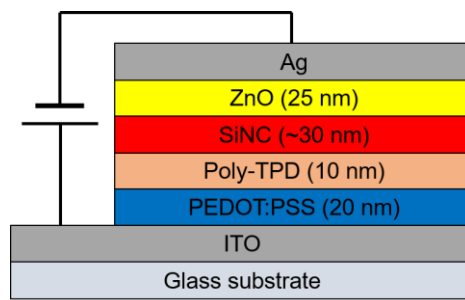 Ag
ZnO (25 nm)
SiNC (~30 nm)
Poly-TPD (10 nm)
PEDOT:PSS (20 nm)
ITO
Glass substrate